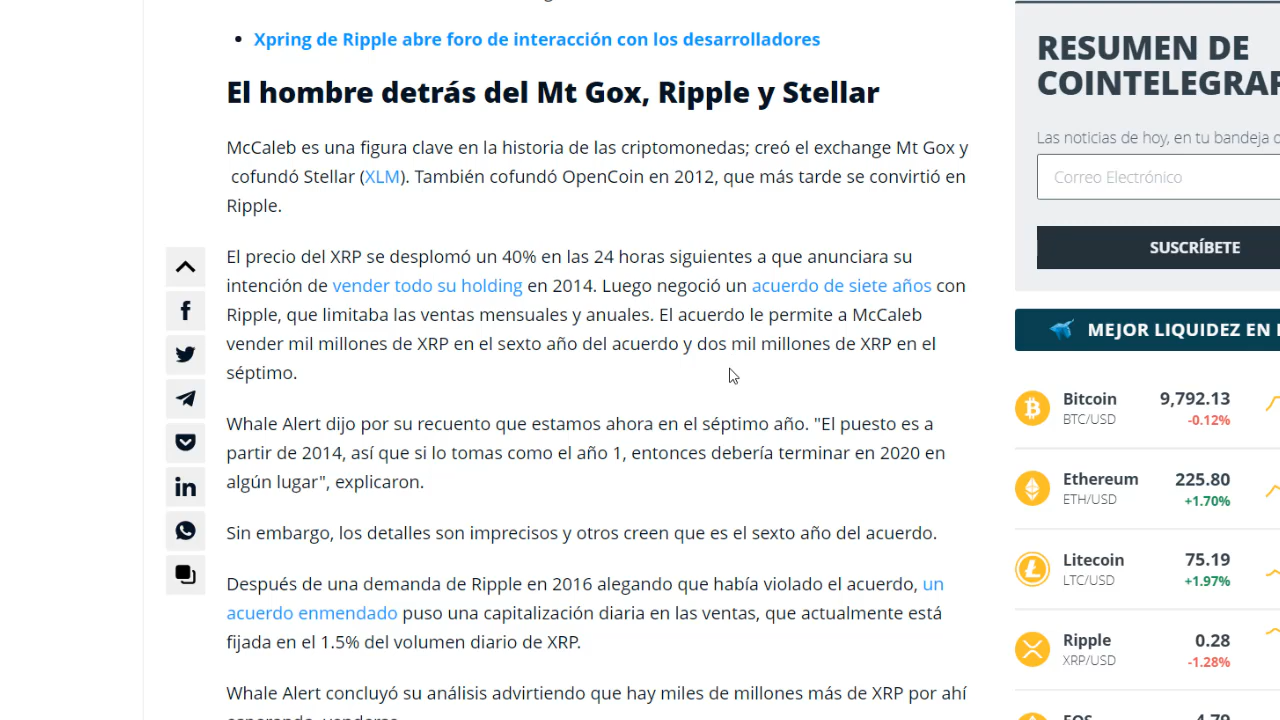 Xpring de Ripple abre foro de interacción con los desarrolladores
El hombre detrás del Mt Gox, Ripple y Stellar
McCaleb es una figura clave en la historia de las criptomonedas; creó el exchange Mt Gox y
cofundó Stellar (XLM). También cofundó OpenCoin en 2012, que más tarde se convirtió en
Ripple.
El precio del XRP se desplomó un 40% en las 24 horas siguientes a que anunciara su
intención de vender todo su holding en 2014. Luego negoció un acuerdo de siete años con
Ripple, que limitaba las ventas mensuales y anuales. El acuerdo le permite a McCaleb
vender mil millones de XRP en el sexto año del acuerdo y dos mil millones de XRP en el
séptimo.
Whale Alert dijo por su recuento que estamos ahora en el séptimo año. "El puesto es a
partir de 2014, así que si lo tomas como el año 1, entonces debería terminar en 2020 en
algún lugar", explicaron.
Sin embargo, los detalles son imprecisos y otros creen que es el sexto año del acuerdo.
Después de una demanda de Ripple en 2016 alegando que había violado el acuerdo, un
acuerdo enmendado puso una capitalización diaria en las ventas, que actualmente está
fijada en el 1.5% del volumen diario de XRP.
Whale Alert concluyó su análisis advirtiendo que hay miles de millones más de XRP por ahí
RESUMEN DE
COINTELEGRAP
Las noticias de hoy, en tu bandeja d
Correo Electrónico
SUSCRÍBETE
MEJOR LIQUIDEZ EN
Bitcoin 9,792.13
BTC/USD -0.12%
Ethereum 225.80
ETH/USD +1.70%
Litecoin 75.19
LTC/USD +1.97%
Ripple 0.28
XRP/USD -1.28%